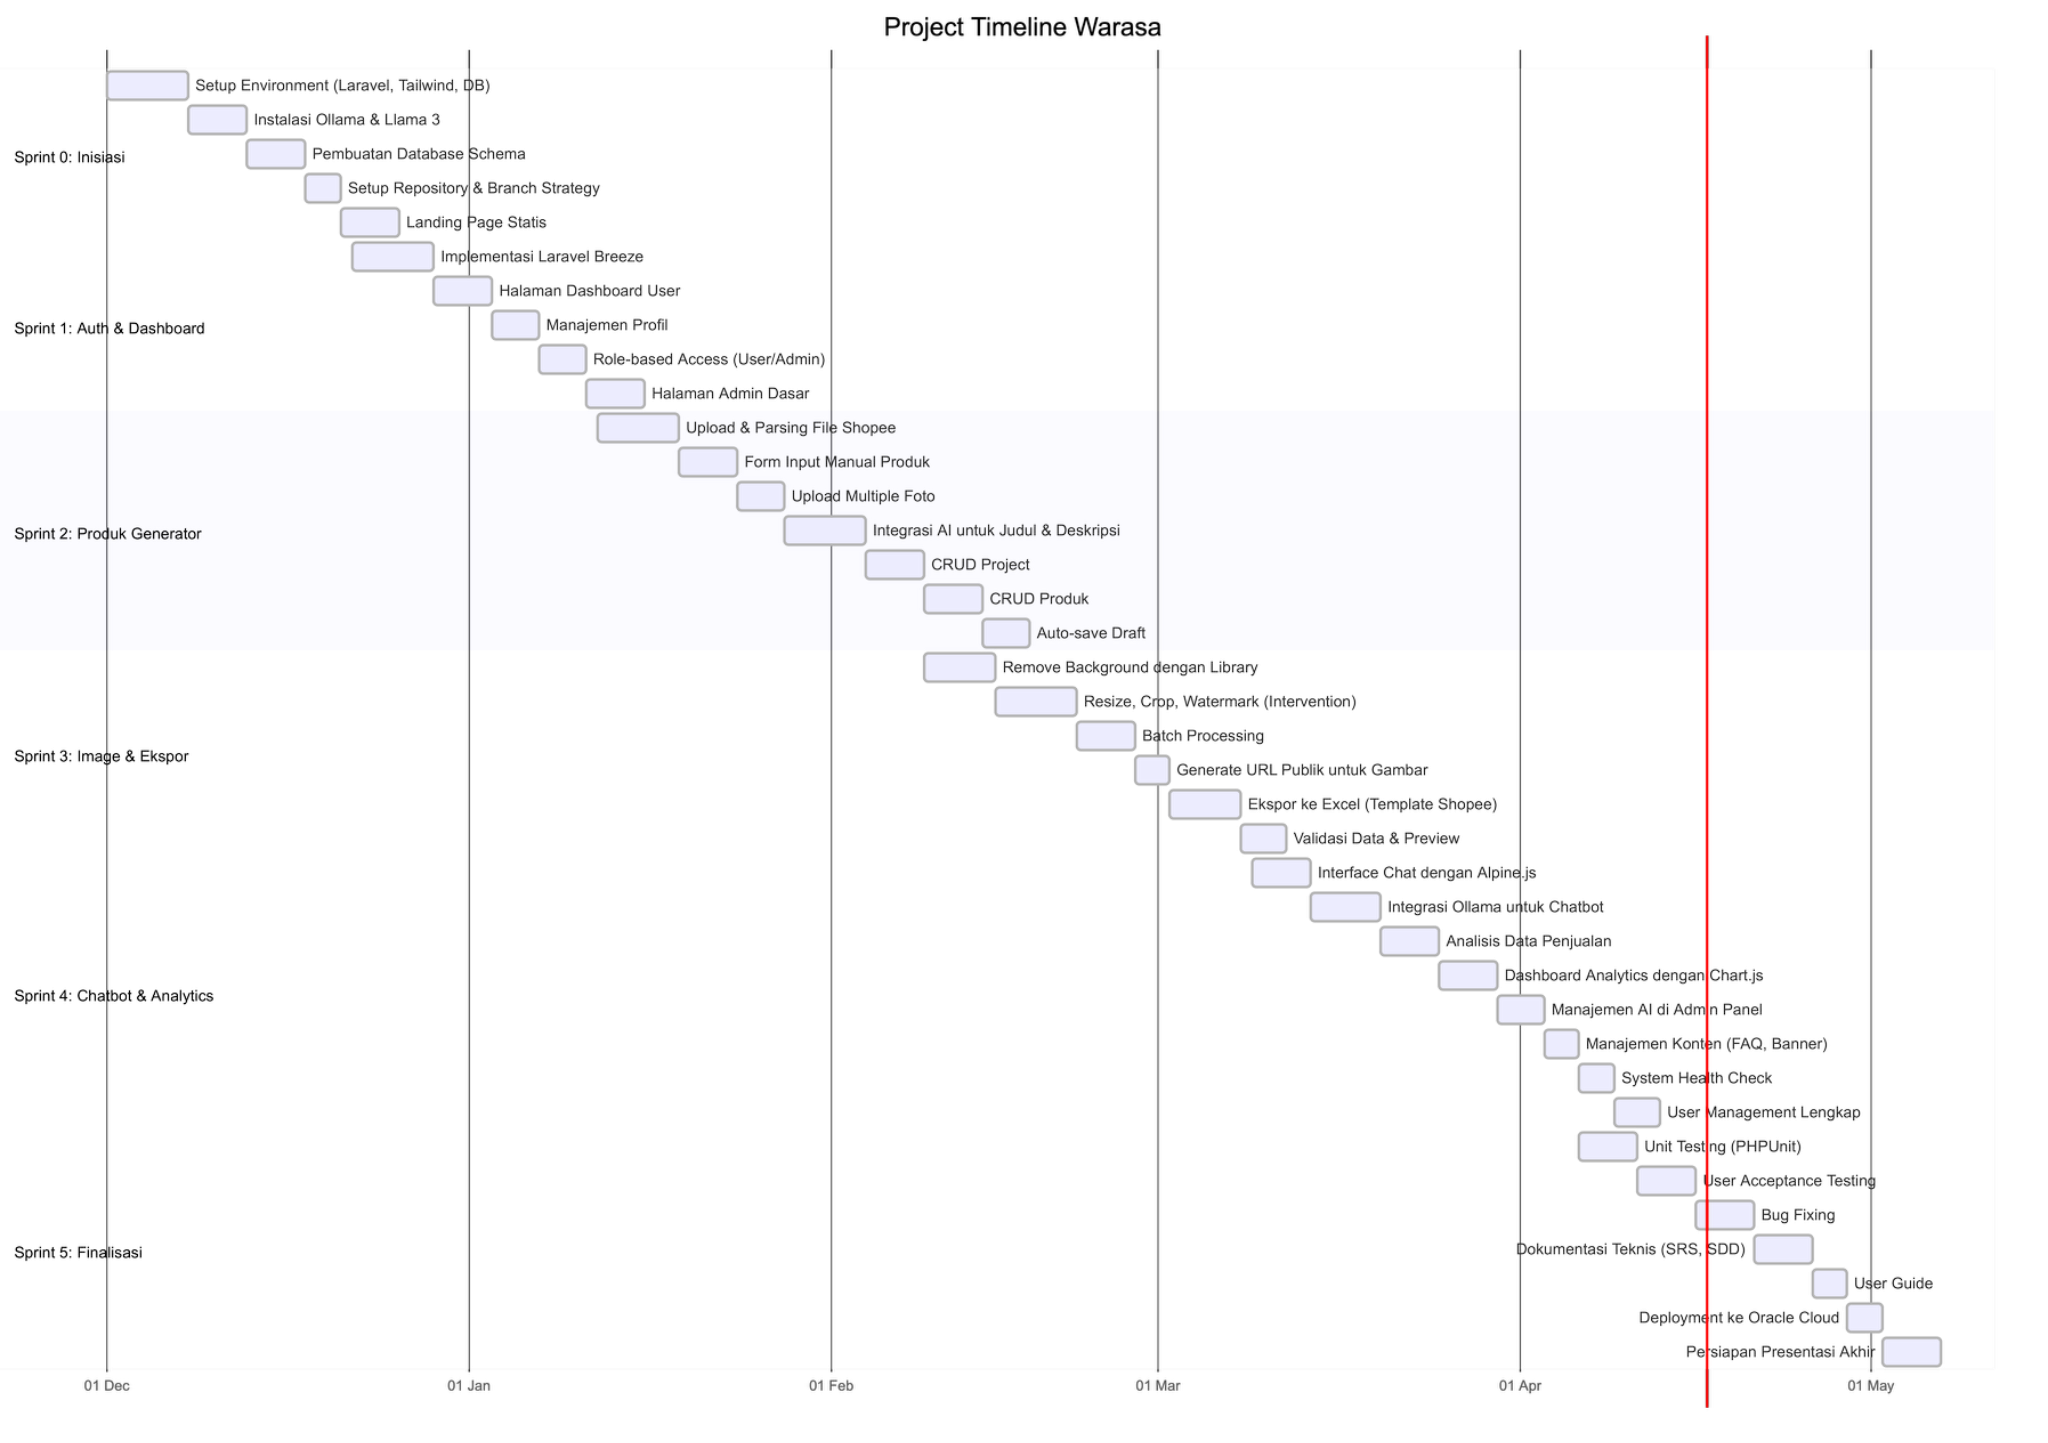 Project Timeline Warasa
Sprint 0: Inisiasi
Setup Environment (Laravel, Tailwind, DB)
Instalasi Ollama & Llama 3
Pembuatan Database Schema
Setup Repository & Branch Strategy
Landing Page Statis
Sprint 1: Auth & Dashboard
Implementasi Laravel Breeze
Halaman Dashboard User
Manajemen Profil
Role-based Access (User/Admin)
Halaman Admin Dasar
Sprint 2: Produk Generator
Upload & Parsing File Shopee
Form Input Manual Produk
Upload Multiple Foto
Integrasi AI untuk Judul & Deskripsi
CRUD Project
CRUD Produk
Auto-save Draft
Sprint 3: Image & Ekspor
Remove Background dengan Library
Resize, Crop, Watermark (Intervention)
Batch Processing
Generate URL Publik untuk Gambar
Ekspor ke Excel (Template Shopee)
Validasi Data & Preview
Sprint 4: Chatbot & Analytics
Interface Chat dengan Alpine.js
Integrasi Ollama untuk Chatbot
Analisis Data Penjualan
Dashboard Analytics dengan Chart.js
Manajemen AI di Admin Panel
Manajemen Konten (FAQ, Banner)
System Health Check
User Management Lengkap
Sprint 5: Finalisasi
Unit Testing (PHPUnit)
User Acceptance Testing
Bug Fixing
Dokumentasi Teknis (SRS, SDD)
User Guide
Deployment ke Oracle Cloud
Persiapan Presentasi Akhir
01 Dec
01 Jan
01 Feb
01 Mar
01 Apr
01 May